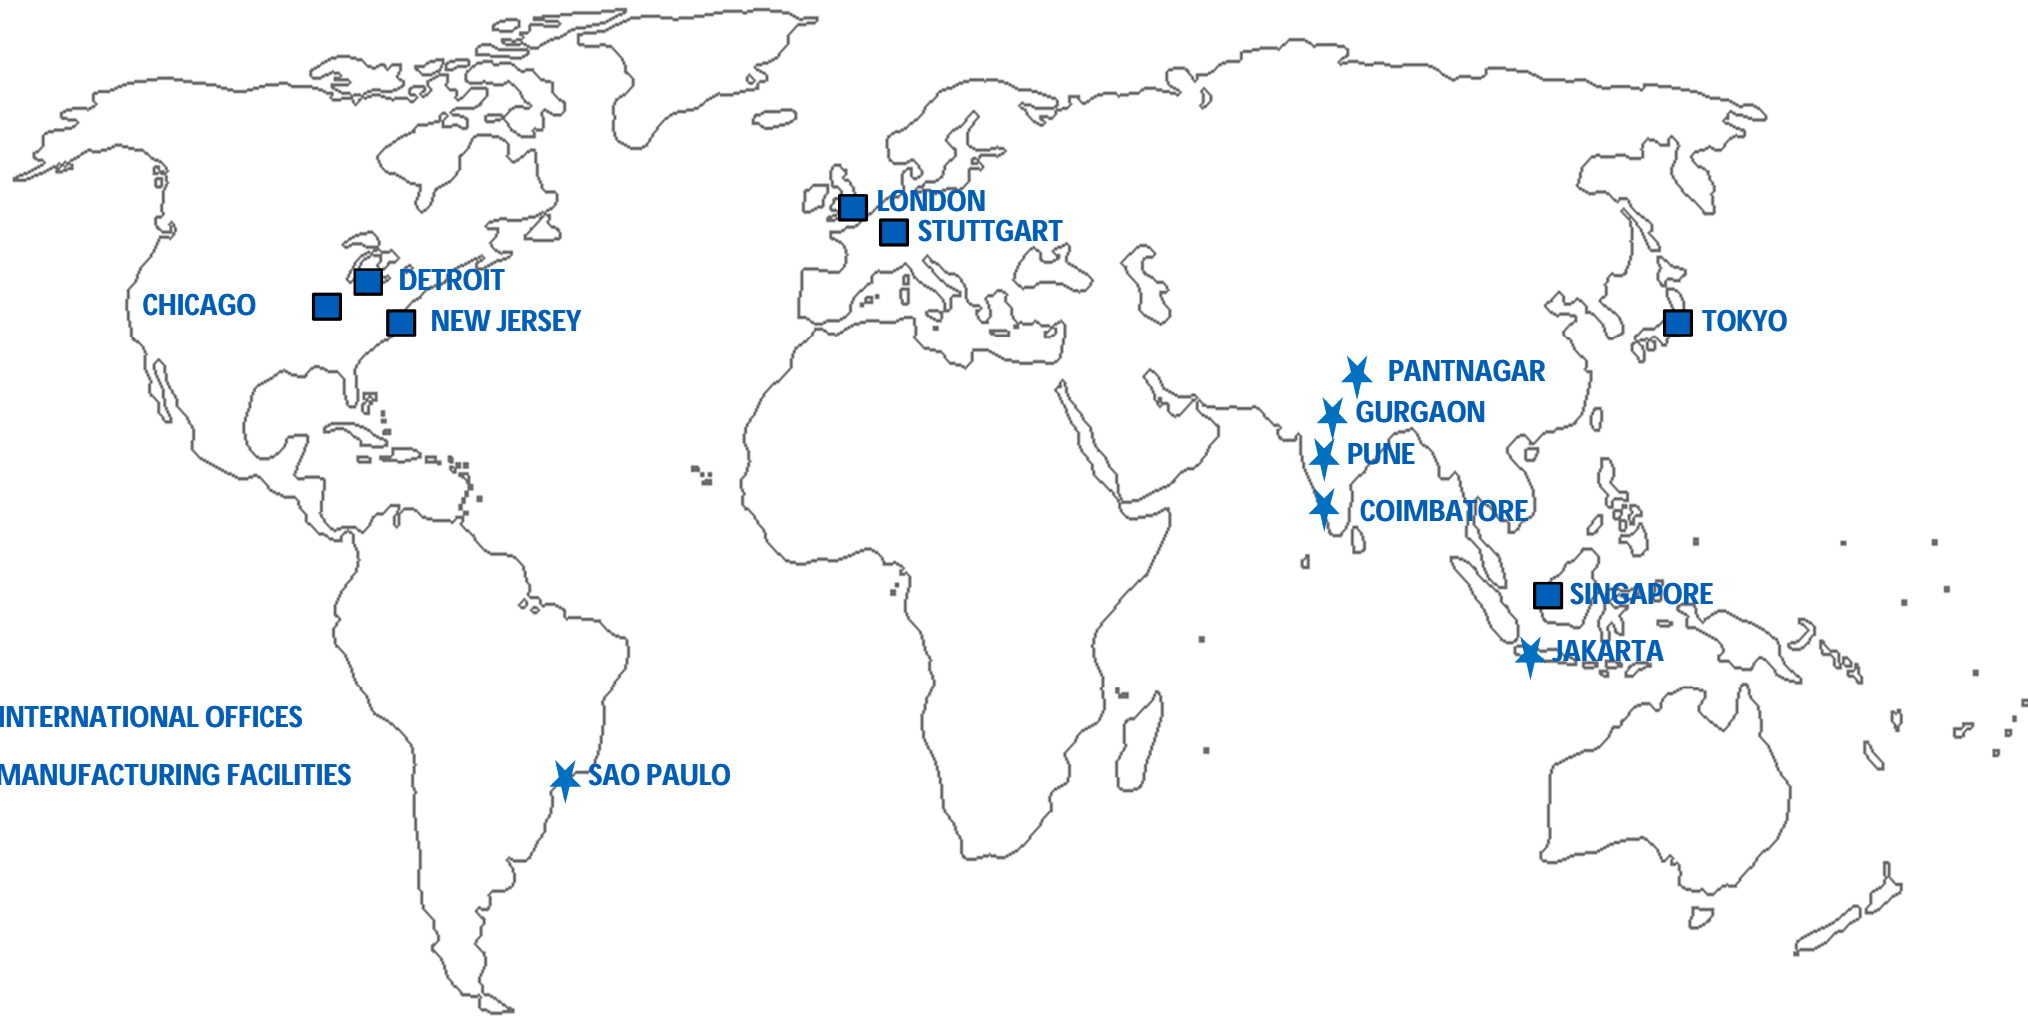 LONDON
STUTTGART
DETROIT
CHICAGO
NEW JERSEY
TOKYO
PANTNAGAR
GURGAON
PUNE
COIMBATORE
SINGAPORE
JAKARTA
INTERNATIONAL OFFICES
MANUFACTURING FACILITIES
SAO PAULO